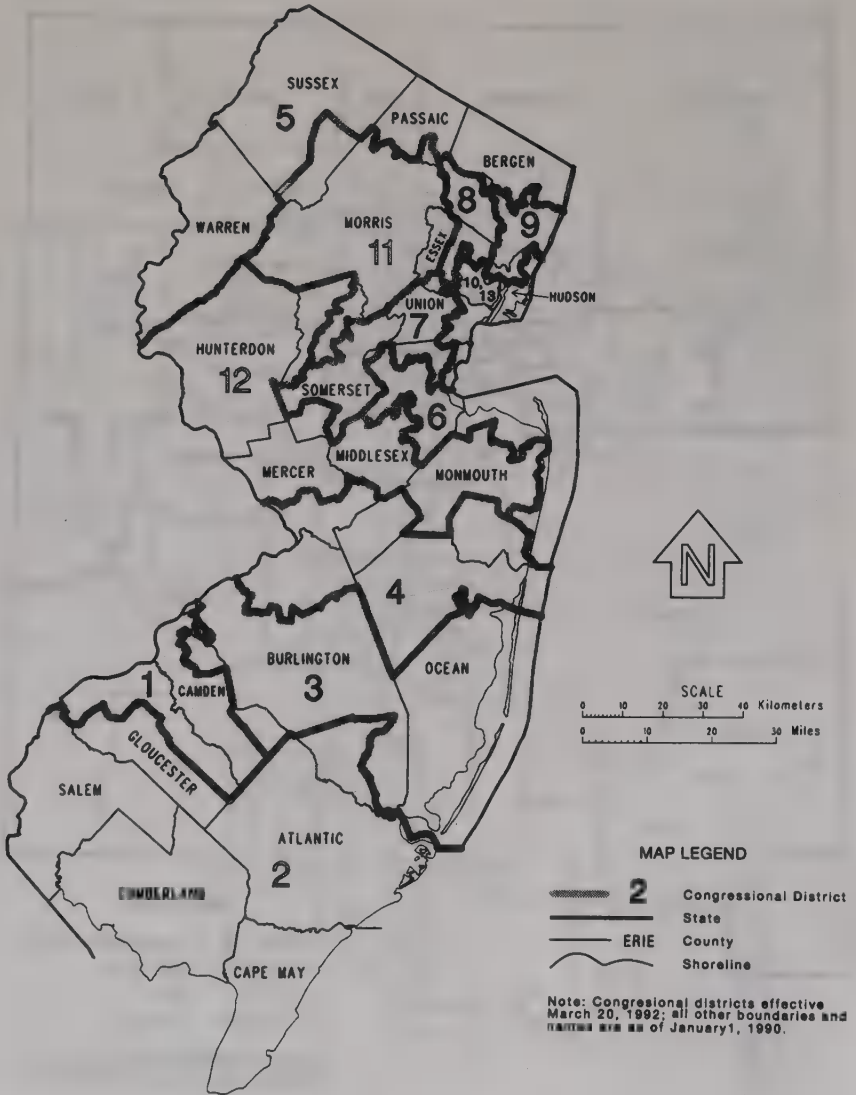 SUSSEX
5
PASSAIC
BERGEN
8
9
WARREN
MORRIS
11
ESSEX
10,
13
HUDSON
UNION
7
HUNTERDON
12
SOMERSET
6
MIDDLESEX
MERCER
MONMOUTH
N
4
BURLINGTON
3
OCEAN
1
CAMDEN
SCALE
0 10 20 30 40 Kilometers
0 10 20 30 Miles
GLOUCESTER
SALEM
ATLANTIC
2
CUMBERLAND
CAPE MAY
MAP LEGEND
2 Congressional District
State
ERIE County
Shoreline
Note: Congresional districts effective
March 20, 1992; all other boundaries and
names are as of January1, 1990.